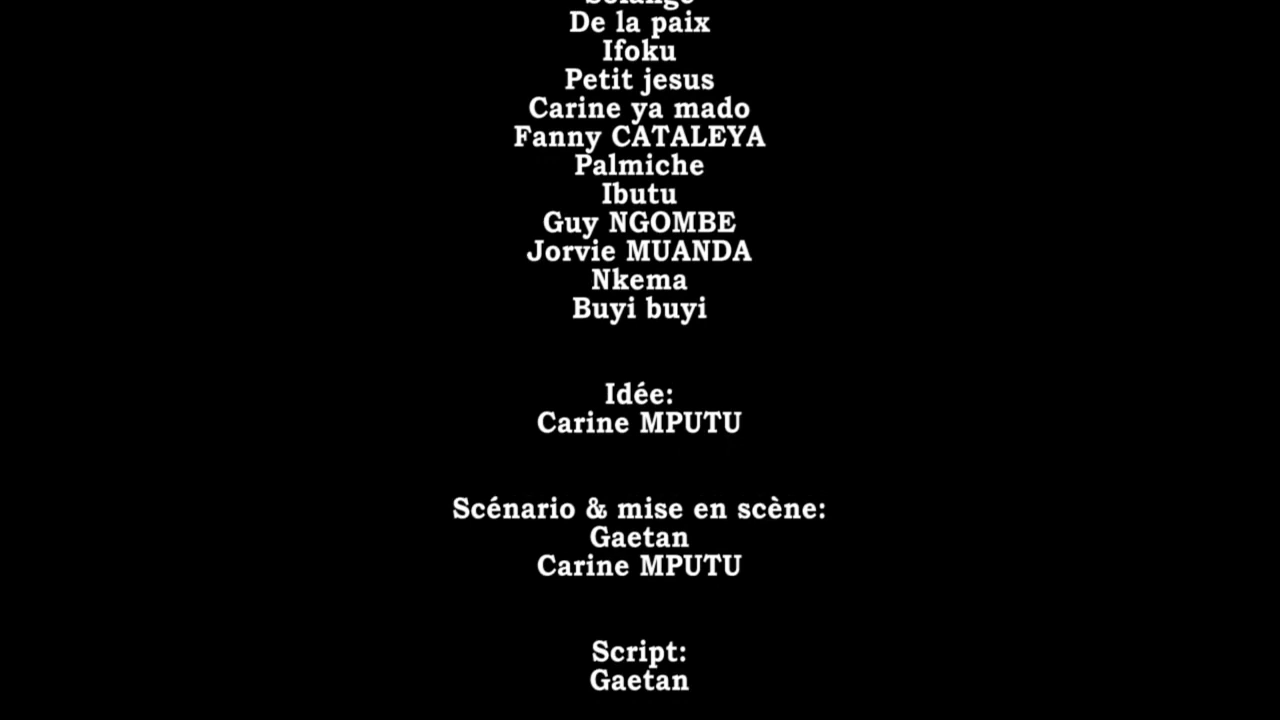 Solange
De la paix
Ifoku
Petit jesus
Carine ya mado
Fanny CATALEYA
Palmiche
Ibutu
Guy NGOMBE
Jorvie MUANDA
Nkema
Buyi buyi
Idée:
Carine MPUTU
Scénario & mise en scène:
Gaetan
Carine MPUTU
Script:
Gaetan